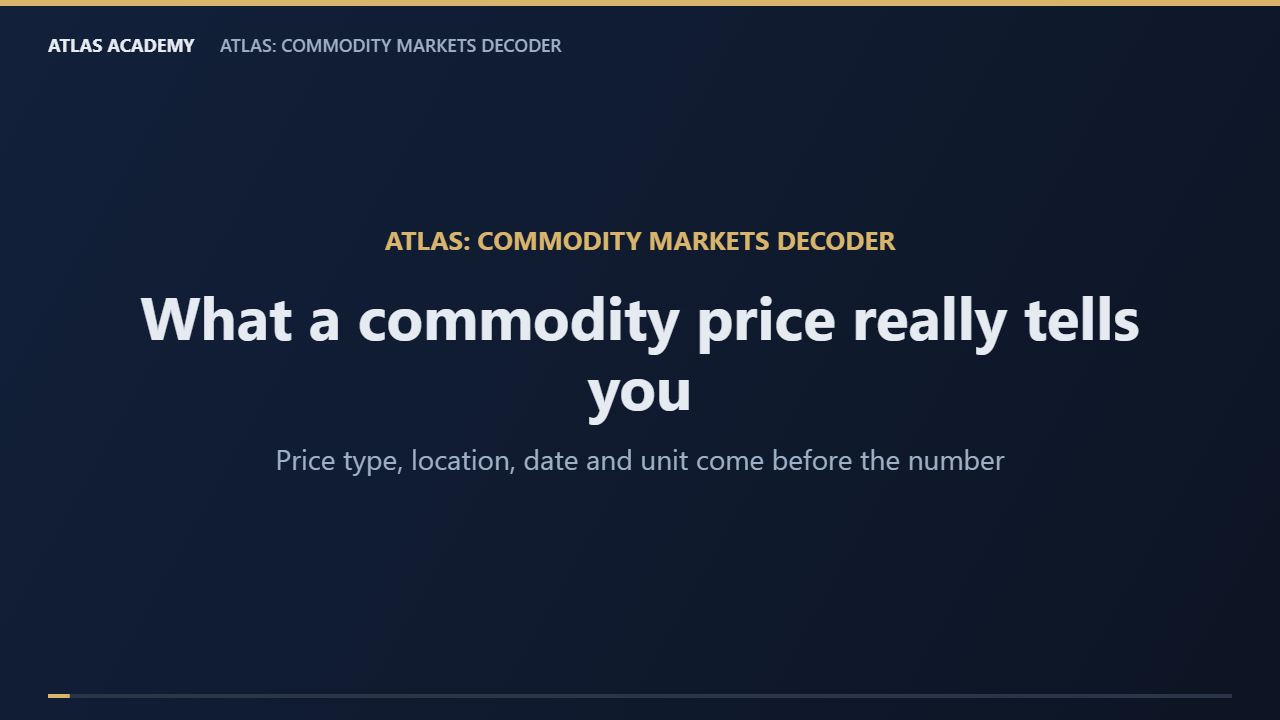 ATLAS ACADEMY ATLAS: COMMODITY MARKETS DECODER
ATLAS: COMMODITY MARKETS DECODER
What a commodity price really tells
you
Price type, location, date and unit come before the number